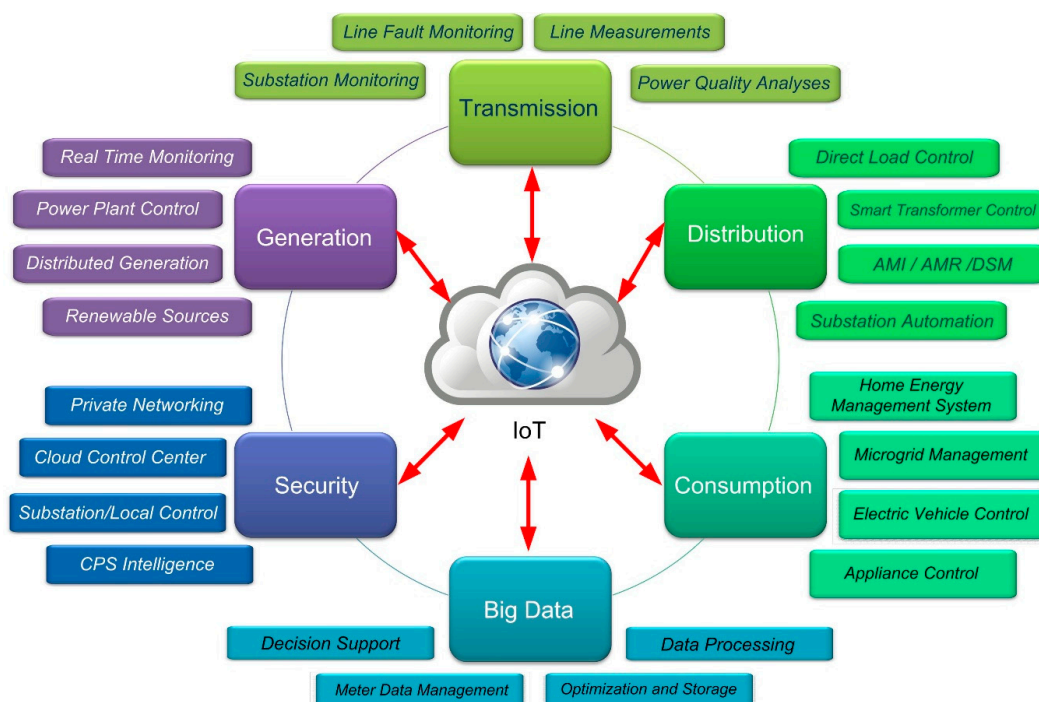 Line Fault Monitoring
Line Measurements
Substation Monitoring
Power Quality Analyses
Transmission
Real Time Monitoring
Power Plant Control
Distributed Generation
Renewable Sources
Generation
Direct Load Control
Smart Transformer Control
AMI / AMR /DSM
Substation Automation
Distribution
IoT
Private Networking
Cloud Control Center
Substation/Local Control
CPS Intelligence
Security
Home Energy
Management System
Microgrid Management
Electric Vehicle Control
Appliance Control
Consumption
Big Data
Decision Support
Data Processing
Meter Data Management
Optimization and Storage